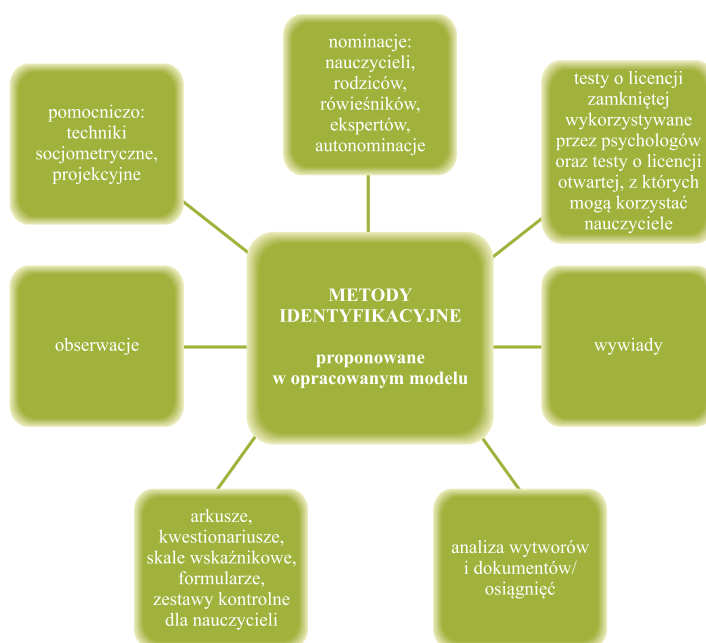 nominacje:
nauczycieli,
rodziców,
rówieśników,
ekspertów,
autonominacje
pomocniczo:
techniki
socjometryczne,
projekcyjne
testy o licencji
zamkniętej
wykorzystywane
przez psychologów
oraz testy o licencji
otwartej, z których
mogą korzystać
nauczyciele
METODY
IDENTYFIKACYJNE
proponowane
w opracowanym modelu
obserwacje
wywiady
arkusze,
kwestionariusze,
skale wskaźnikowe,
formularze,
zestawy kontrolne
dla nauczycieli
analiza wytworów
i dokumentów/
osiągnięć